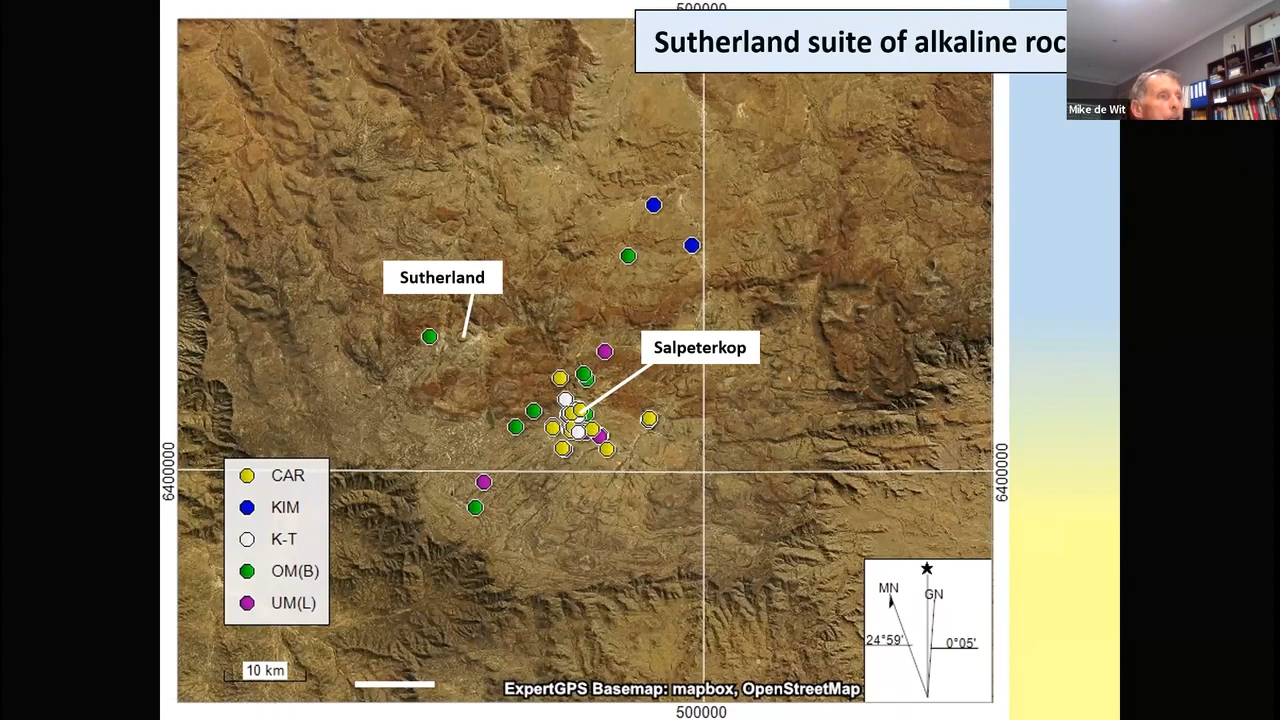 500000
Sutherland suite of alkaline roc
Mike de Wit
Sutherland
Salpeterkop
6400000
6400000
CAR
KIM
K-T
OM(B)
UM(L)
MN
GN
24°59'
0°05'
10 km
ExpertGPS Basemap: mapbox, OpenStreetMap
500000